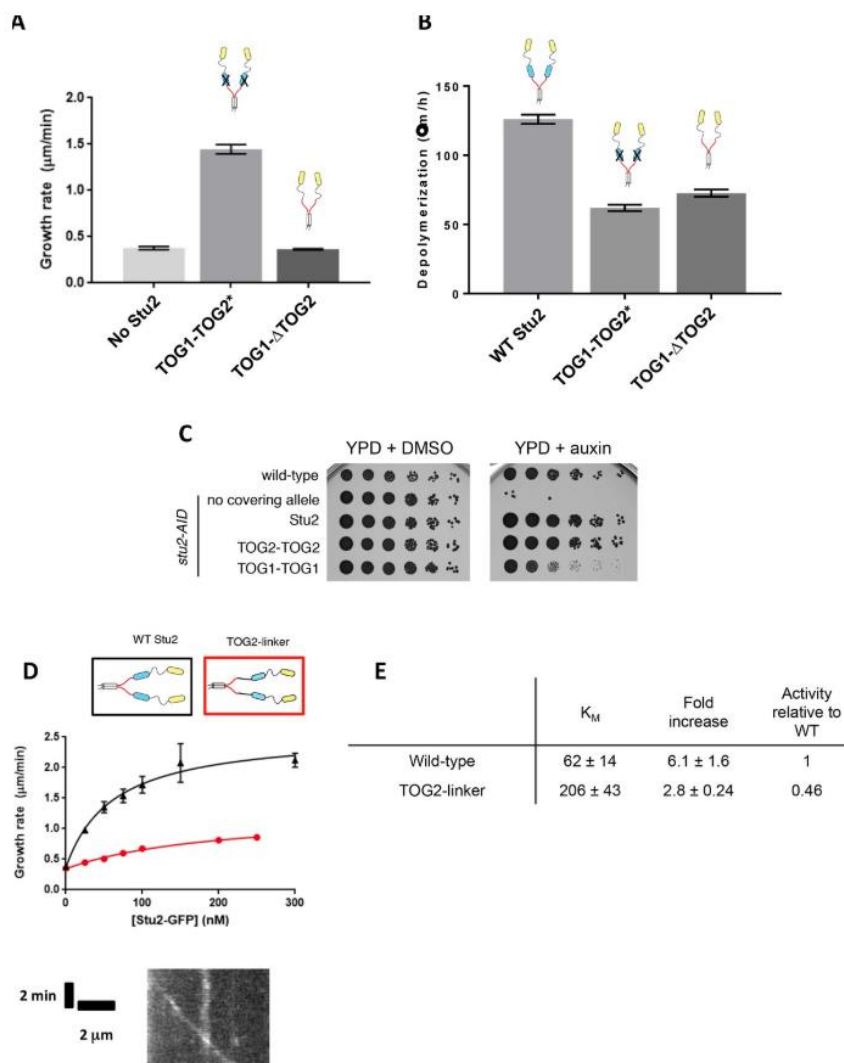 A
Growth rate (μm/min)
2.0
1.5
1.0
0.5
0.0
No Stu2
TOG1-TOG2*
TOG1-ΔTOG2
B
Depolymerization ( m/h)
150
100
50
0
WT Stu2
TOG1-TOG2*
TOG1-ΔTOG2
C
YPD + DMSO YPD + auxin
stu2-AID
wild-type
no covering allele
Stu2
TOG2-TOG2
TOG1-TOG1
D
WT Stu2 TOG2-linker
Growth rate (μm/min)
2.5
2.0
1.5
1.0
0.5
0.0
0 100 200 300
[Stu2-GFP] (nM)
2 min
2 μm
E
KM Fold increase Activity relative to WT
Wild-type 62 ± 14 6.1 ± 1.6 1
TOG2-linker 206 ± 43 2.8 ± 0.24 0.46